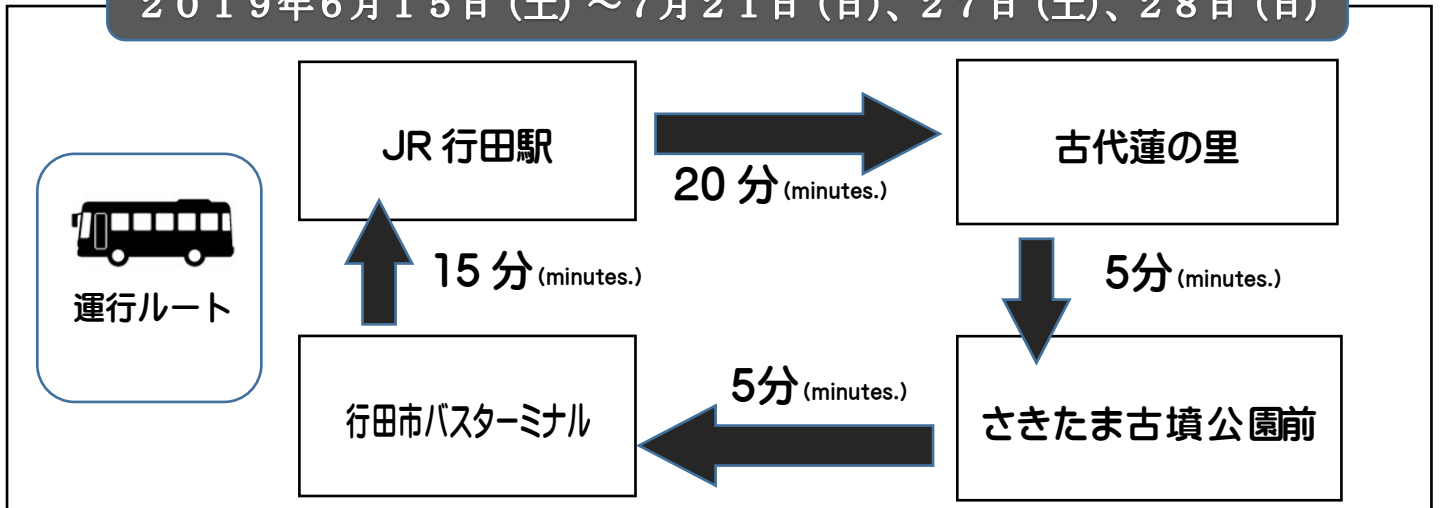 ２０１９年６月１５日(土)～７月２１日(日)、２７日(土)、２８日(日)
JR 行田駅
20 分(minutes.)
古代蓮の里
運行ルート
15 分(minutes.)
5分(minutes.)
行田市バスターミナル
5分(minutes.)
さきたま古墳公園前